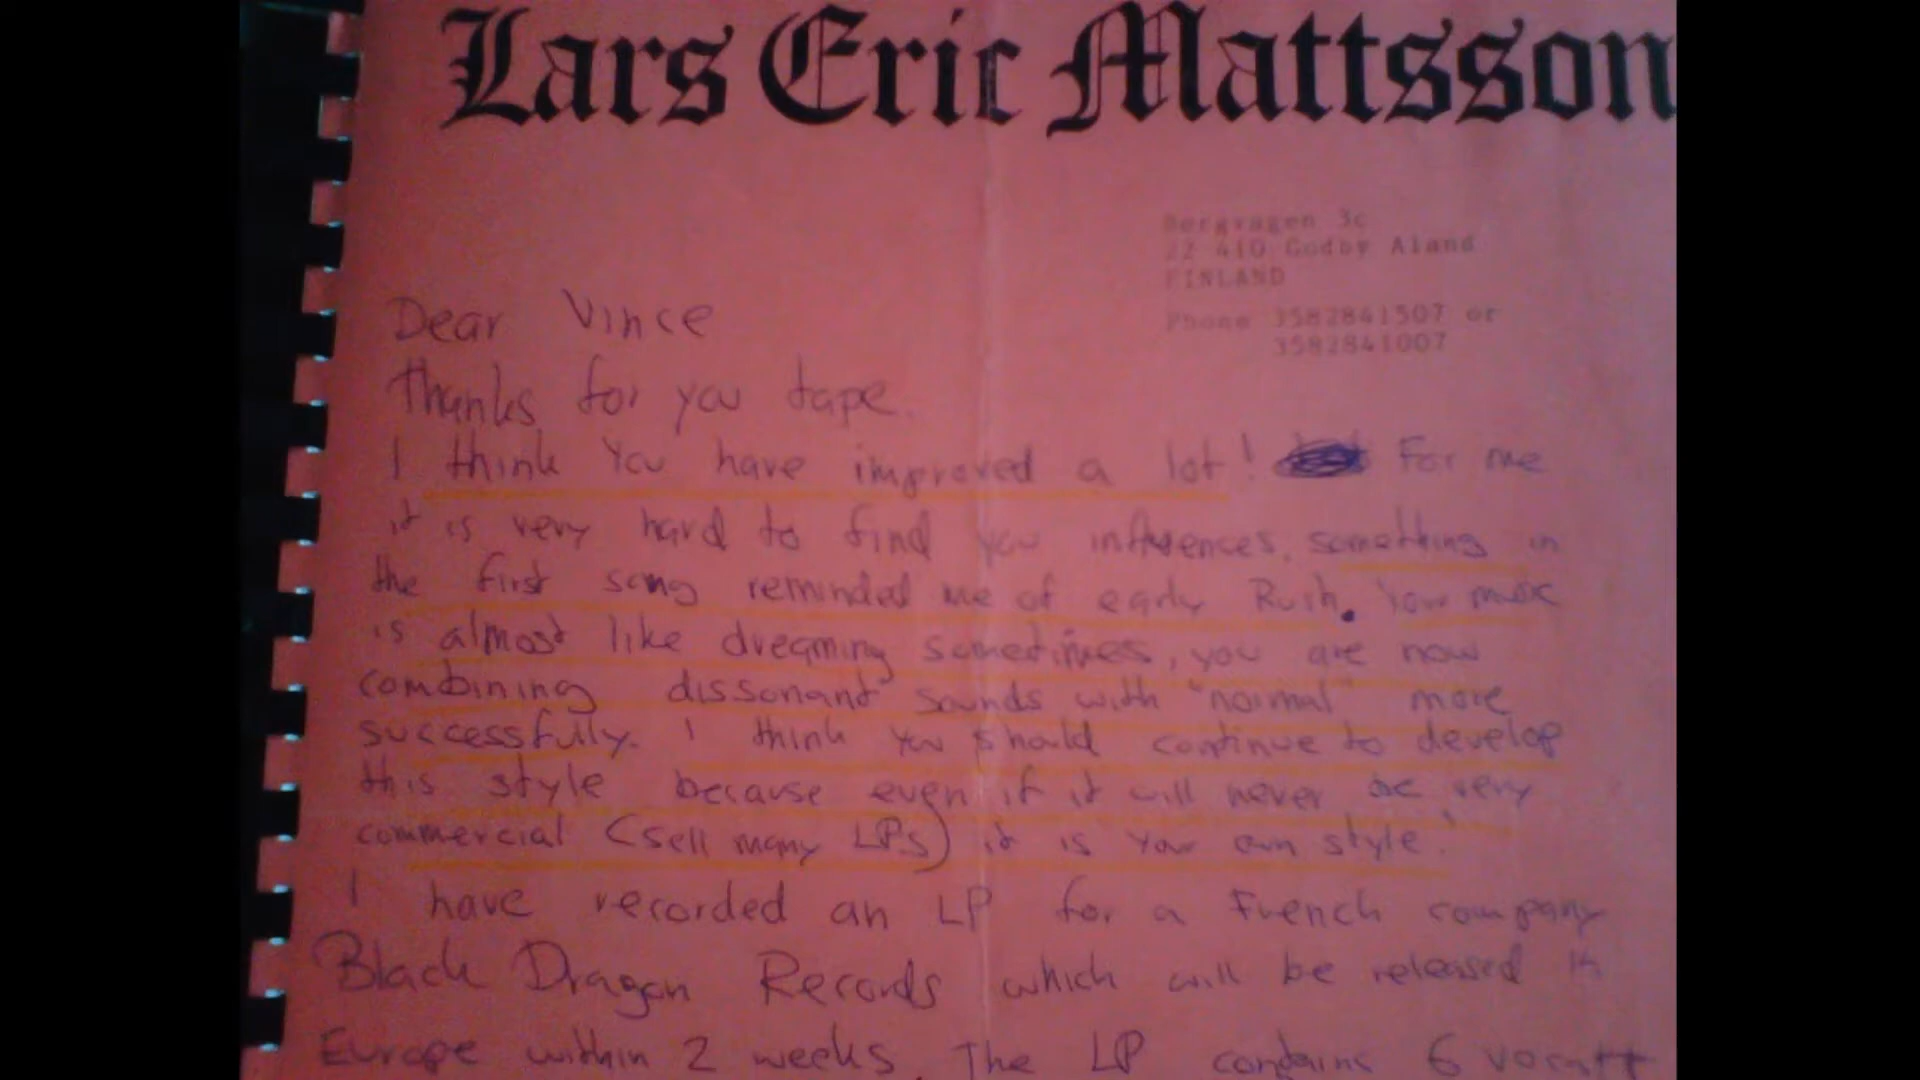 Lars Eric Mattsson
Bergvagen 3c
22 410 Godby Aland
FINLAND
Phone 3582841507 or
3582841007
Dear Vince
Thanks for you tape.
I think You have improved a lot! For me
it is very hard to find you influences, something in
the first song reminded me of early Rush. Your music
is almost like dreaming sometimes, you are now
combining dissonant sounds with "normal" more
successfully. I think you should continue to develop
this style because even if it will never be very
commercial (sell many LPs) it is your own style.
I have recorded an LP for a French company
Black Dragon Records which will be released in
Europe within 2 weeks. The LP contains 6